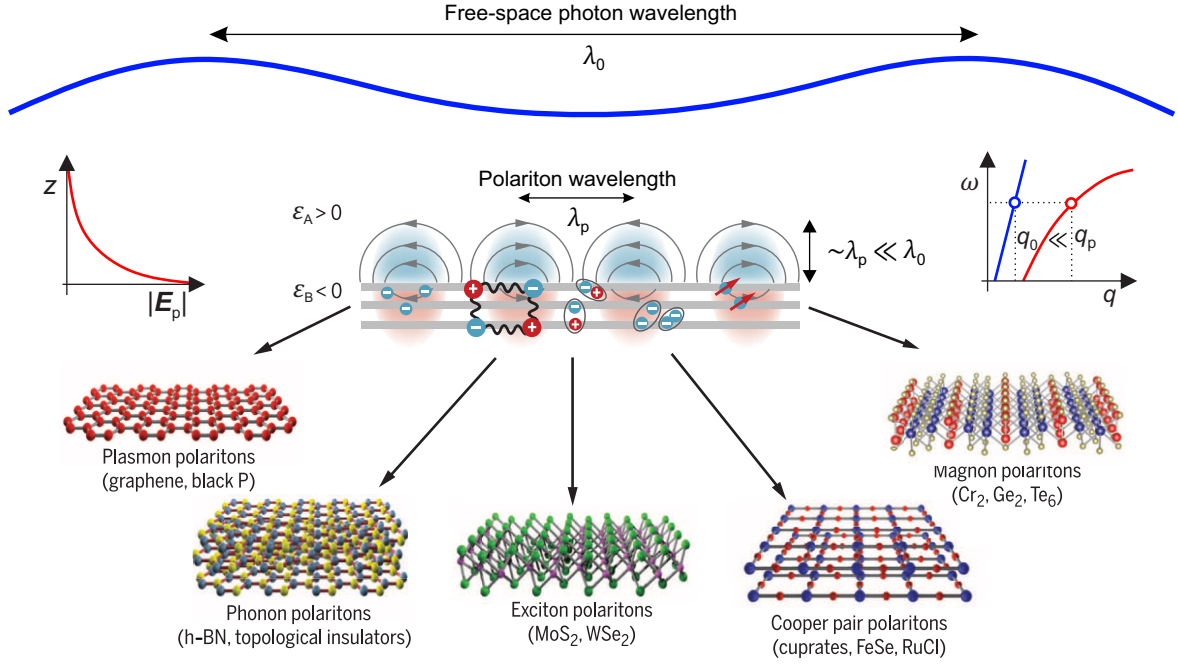 Free-space photon wavelength
λ₀
z
|Eₚ|
Polariton wavelength
λₚ
ε_A > 0
ε_B < 0
~λₚ ≪ λ₀
ω
q₀ ≪ qₚ
q
Plasmon polaritons
(graphene, black P)
Magnon polaritons
(Cr₂, Ge₂, Te₆)
Phonon polaritons
(h-BN, topological insulators)
Exciton polaritons
(MoS₂, WSe₂)
Cooper pair polaritons
(cuprates, FeSe, RuCl)